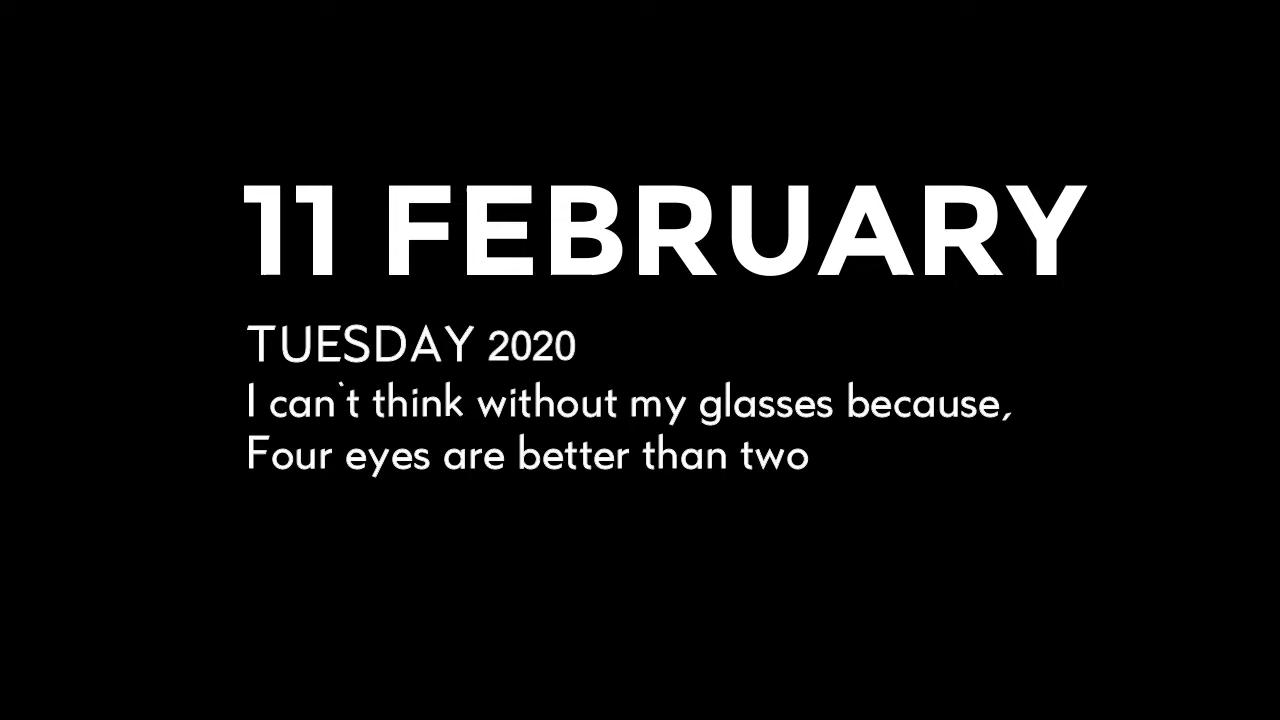 11 FEBRUARY
TUESDAY 2020
I can`t think without my glasses because,
Four eyes are better than two